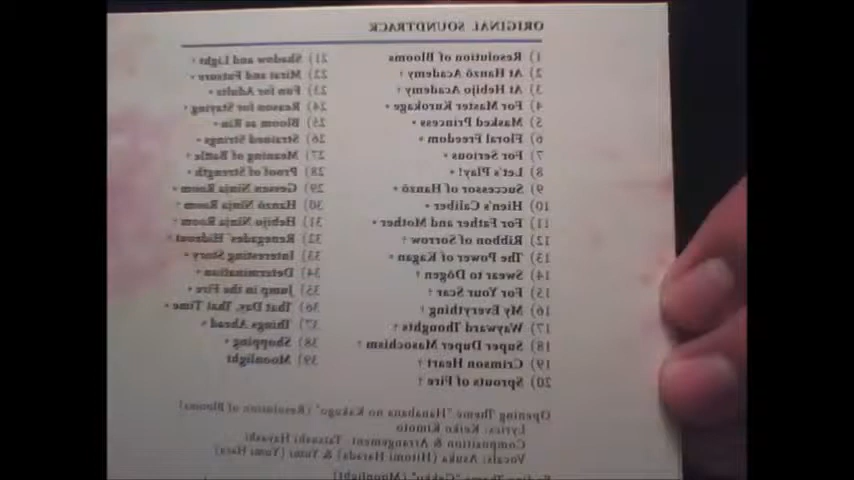 ORIGINAL SOUNDTRACK
1) Resolution of Blooms
2) At Hanzō Academy †
3) At Hebijo Academy †
4) For Master Kurokage *
5) Masked Princess *
6) Floral Freedom *
7) For Serious *
8) Let's Play! *
9) Successor of Hanzō *
10) Hien's Caliber *
11) For Father and Mother *
12) Ribbon of Sorrow †
13) The Power of Kagan *
14) Swear to Dōgen †
15) For Your Scar †
16) My Everything †
17) Wayward Thoughts †
18) Super Duper Masochism †
19) Crimson Heart †
20) Sprouts of Fire †
21) Shadow and Light †
22) Mirai and Futsure *
23) Fun for Adults *
24) Reason for Staying *
25) Bloom as Rin *
26) Strained Strings *
27) Meaning of Battle †
28) Proof of Strength *
29) Gessen Ninja Room *
30) Hanzō Ninja Room *
31) Hebijo Ninja Room †
32) Renegades' Hideout †
33) Interesting Story *
34) Determination *
35) Jump in the Fire *
36) That Day, That Time *
37) Things Ahead *
38) Shopping *
39) Moonlight
Opening Theme "Hanabana no Kakugo" (Resolution of Blooms)
Lyrics: Keiko Kimoto
Composition & Arrangement: Tatsashi Hayashi
Vocals: Asuka (Hitomi Harada) & Yumi (Yumi Hara)
"Gekkō" (Moonlight)